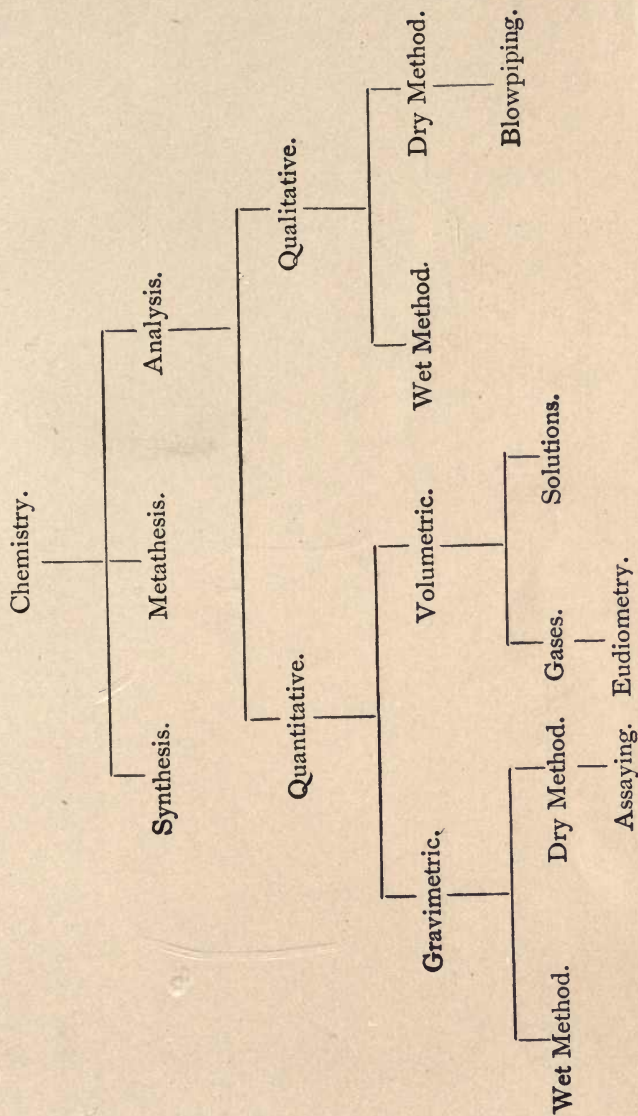 Chemistry.
Synthesis. Metathesis. Analysis.
Quantitative. Qualitative.
Gravimetric. Volumetric. Wet Method. Dry Method.
Wet Method. Dry Method. Gases. Solutions. Blowpiping.
Assaying. Eudiometry.